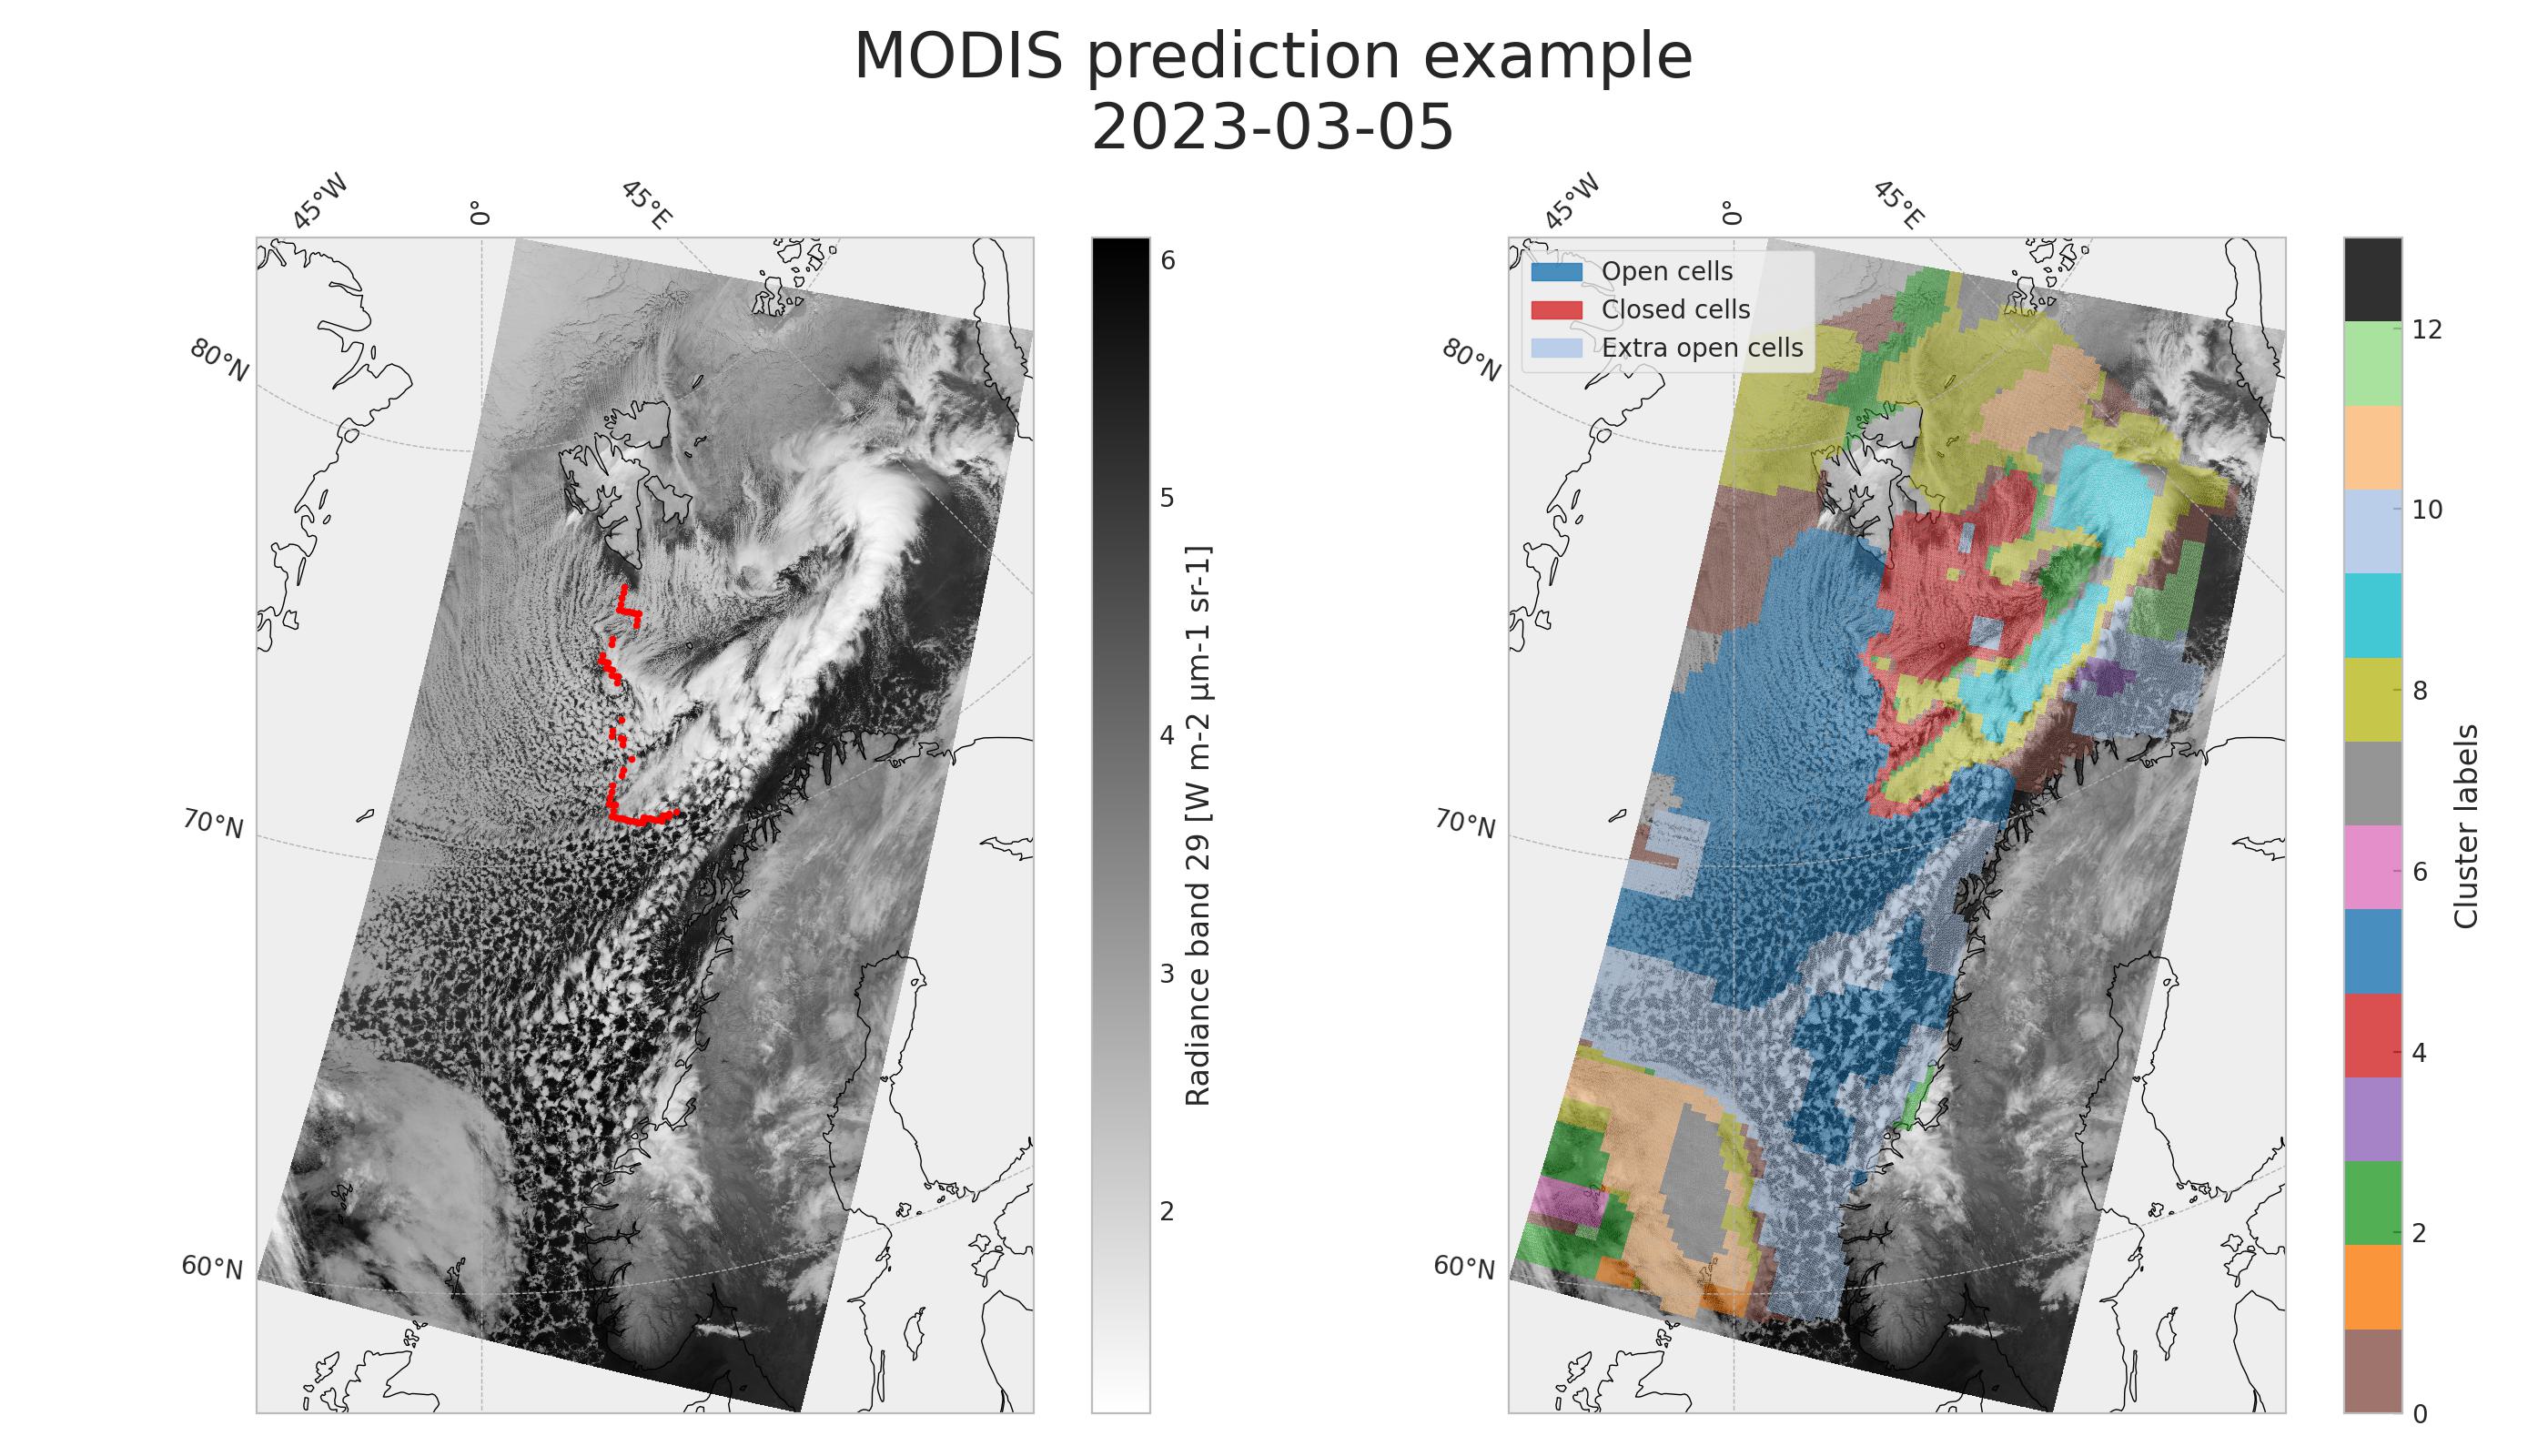 MODIS prediction example
2023-03-05
45°W
0°
45°E
80°N
70°N
60°N
6
5
4
3
2
Radiance band 29 [W m-2 µm-1 sr-1]
45°W
0°
45°E
Open cells
Closed cells
Extra open cells
80°N
70°N
60°N
12
10
8
6
4
2
0
Cluster labels